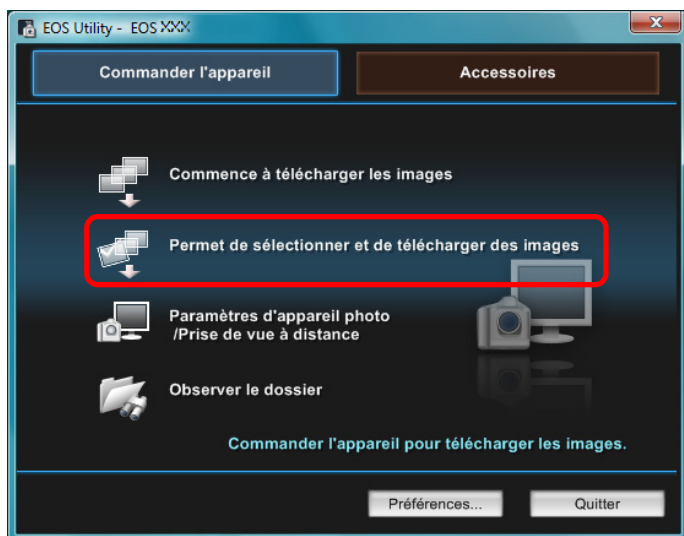 EOS Utility - EOS XXX
Commander l'appareil
Accessoires
Commence à télécharger les images
Permet de sélectionner et de télécharger des images
Paramètres d'appareil photo
/Prise de vue à distance
Observer le dossier
Commander l'appareil pour télécharger les images.
Préférences...
Quitter